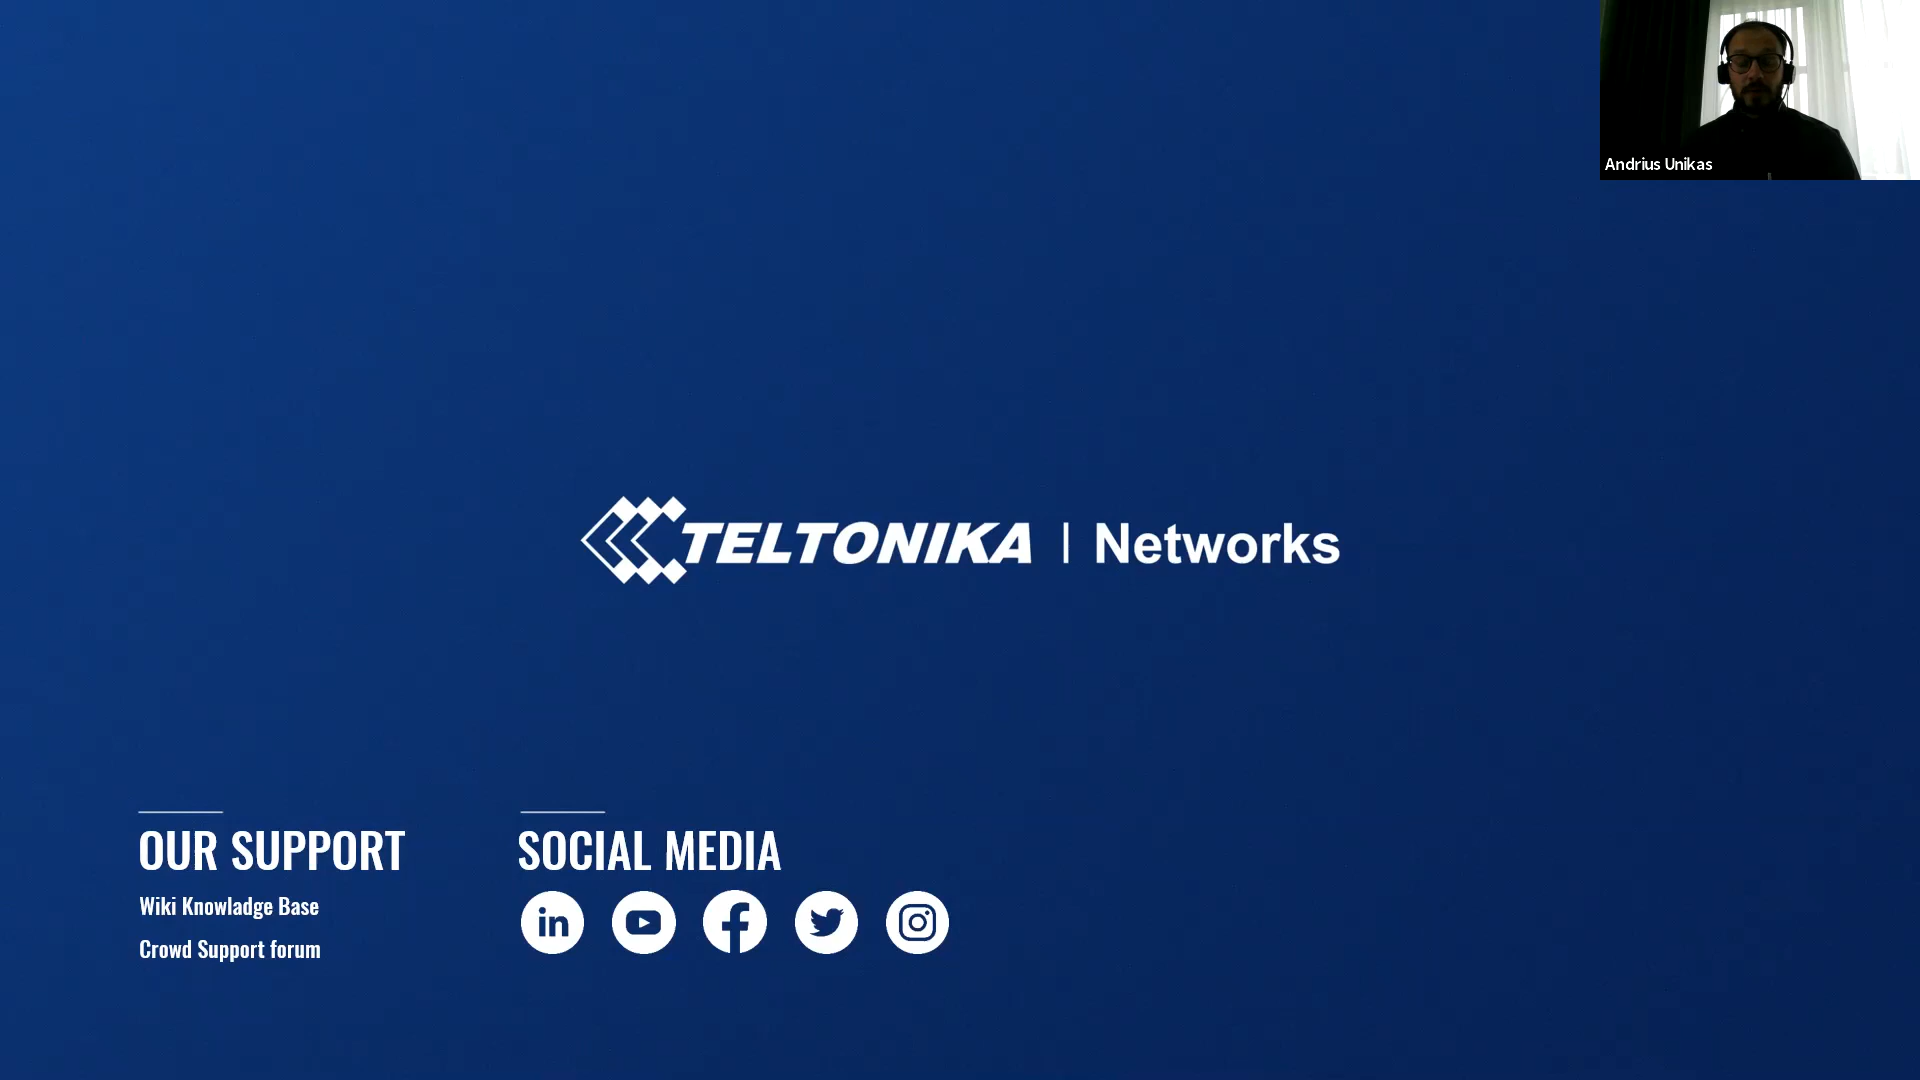 Andrius Unikas
TELTONIKA | Networks
OUR SUPPORT
Wiki Knowladge Base
Crowd Support forum
SOCIAL MEDIA
in